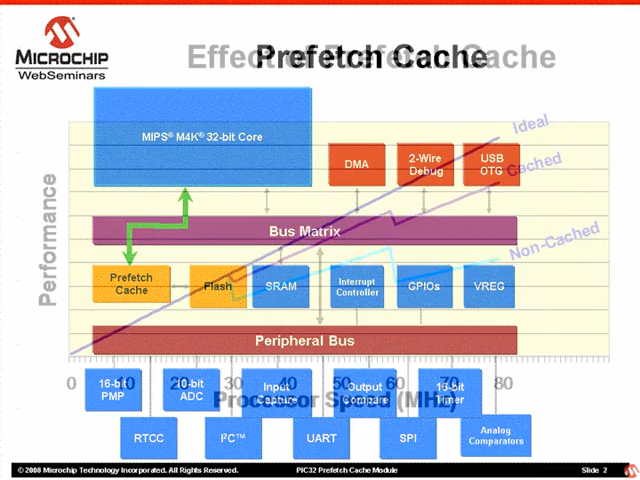 MICROCHIP
WebSeminars
Effect of Prefetch Cache
Prefetch Cache
MIPS® M4K® 32-bit Core
DMA
2-Wire
Debug
USB
OTG
Ideal
Cached
Non-Cached
Performance
Bus Matrix
Prefetch
Cache
Flash
SRAM
Interrupt
Controller
GPIOs
VREG
Peripheral Bus
0 10 20 30 40 50 60 70 80
Processor Speed (MHz)
16-bit
PMP
10-bit
ADC
Input
Capture
Output
Compare
16-bit
Timer
RTCC
I²C™
UART
SPI
Analog
Comparators
© 2008 Microchip Technology Incorporated. All Rights Reserved.
PIC32 Prefetch Cache Module
Slide 2